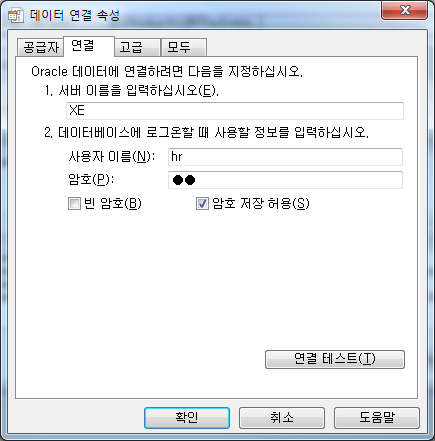 데이터 연결 속성
공급자 연결 고급 모두
Oracle 데이터에 연결하려면 다음을 지정하십시오.
1. 서버 이름을 입력하십시오(E).
XE
2. 데이터베이스에 로그온할 때 사용할 정보를 입력하십시오.
사용자 이름(N): hr
암호(P): ●●
빈 암호(B) 암호 저장 허용(S)
연결 테스트(T)
확인 취소 도움말